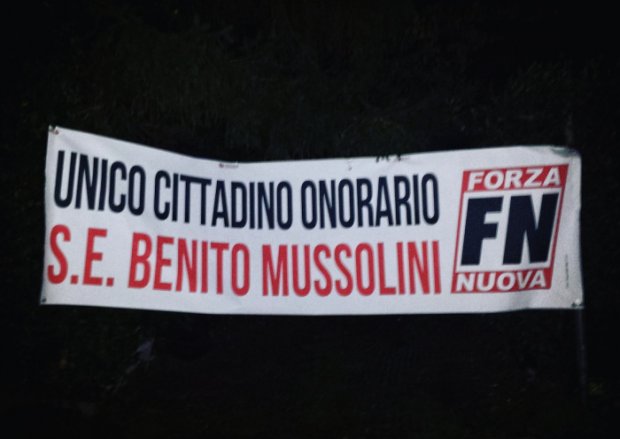 UNICO CITTADINO ONORARIO
S.E. BENITO MUSSOLINI
FORZA
FN
NUOVA